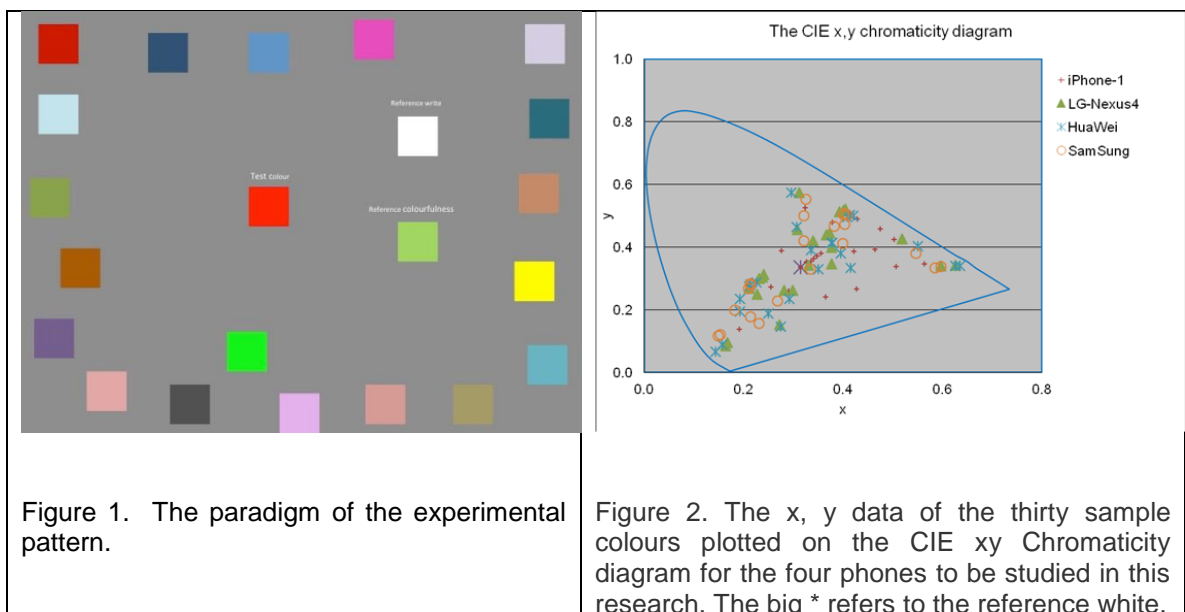 Reference write
Test colour
Reference colourfulness
Figure 1. The paradigm of the experimental
pattern.
The CIE x,y chromaticity diagram
1.0
0.8
0.6
0.4
0.2
0.0
y
0.0 0.2 0.4 0.6 0.8
x
iPhone-1
LG-Nexus4
HuaWei
SamSung
Figure 2. The x, y data of the thirty sample
colours plotted on the CIE xy Chromaticity
diagram for the four phones to be studied in this
research. The big * refers to the reference white.